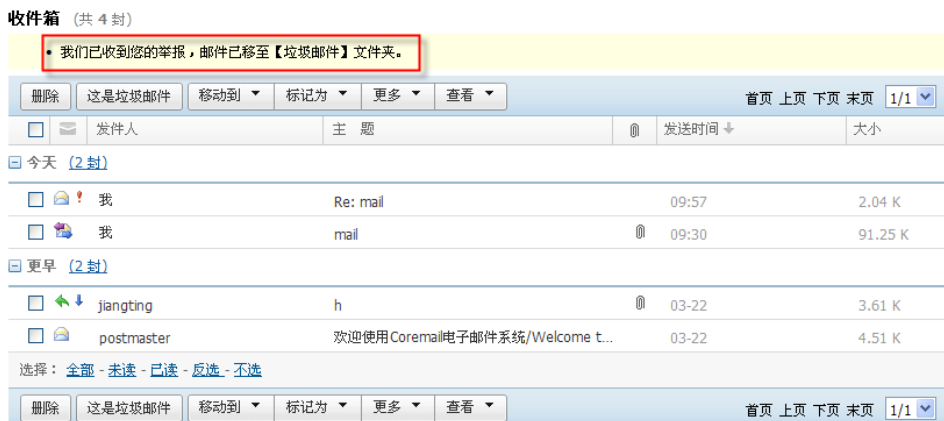 收件箱 (共 4 封)
• 我们已收到您的举报，邮件已移至【垃圾邮件】文件夹。
删除 这是垃圾邮件 移动到 标记为 更多 查看 首页 上页 下页 末页 1/1
发件人 主 题 发送时间 大小
今天 (2 封)
我 Re: mail 09:57 2.04 K
我 mail 09:30 91.25 K
更早 (2 封)
jiangting h 03-22 3.61 K
postmaster 欢迎使用Coremail电子邮件系统/Welcome t... 03-22 4.51 K
选择： 全部 - 未读 - 已读 - 反选 - 不选
删除 这是垃圾邮件 移动到 标记为 更多 查看 首页 上页 下页 末页 1/1